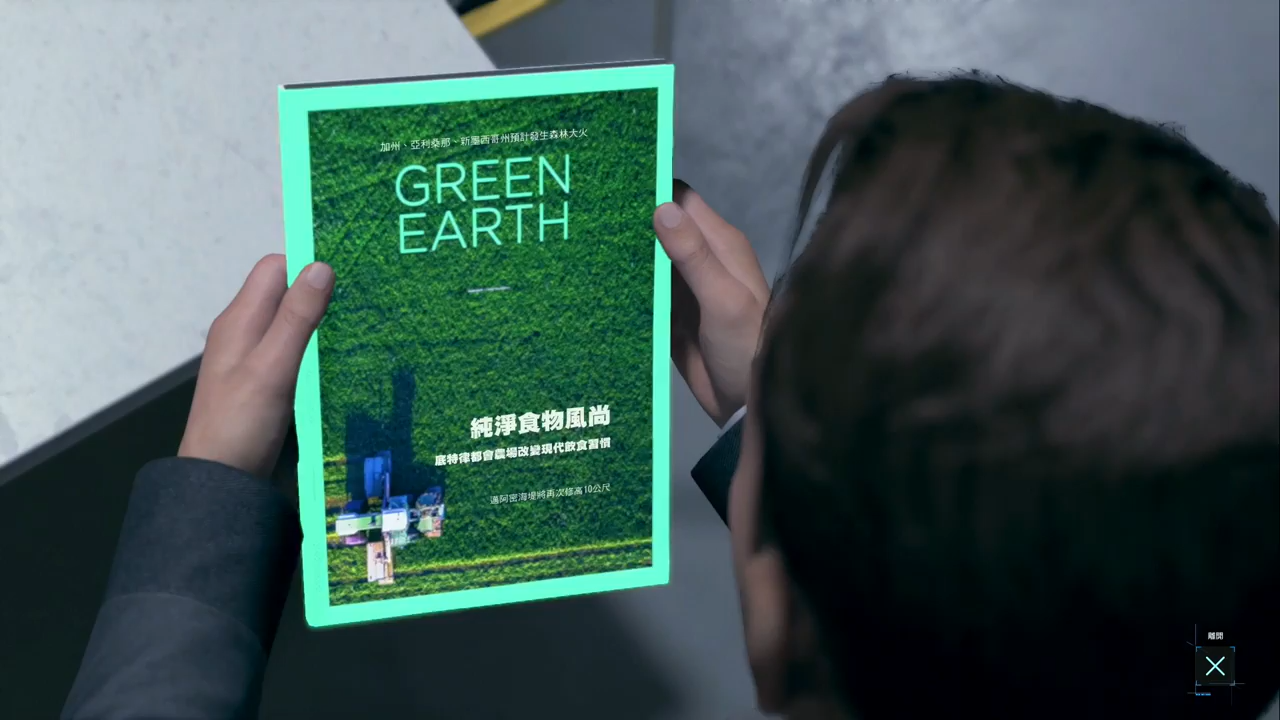 加州、亞利桑那、新墨西哥州預計發生森林大火
GREEN
EARTH
純淨食物風尚
底特律都會農場改變現代飲食習慣
邁阿密海堤將再次修高10公尺
離開